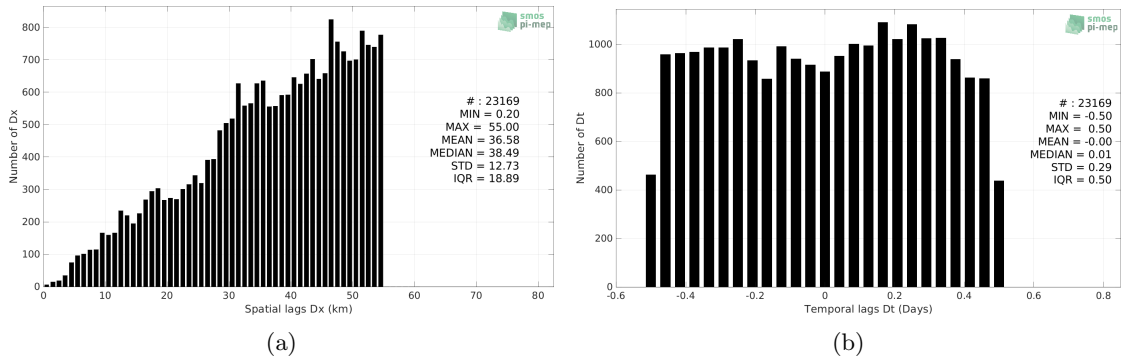 smos
pi-mep
800
700
600
500
400
300
200
100
0
Number of Dx
# : 23169
MIN = 0.20
MAX = 55.00
MEAN = 36.58
MEDIAN = 38.49
STD = 12.73
IQR = 18.89
0 10 20 30 40 50 60 70 80
Spatial lags Dx (km)
(a)
smos
pi-mep
1000
800
600
400
200
0
Number of Dt
# : 23169
MIN = -0.50
MAX = 0.50
MEAN = -0.00
MEDIAN = 0.01
STD = 0.29
IQR = 0.50
-0.6 -0.4 -0.2 0 0.2 0.4 0.6 0.8
Temporal lags Dt (Days)
(b)